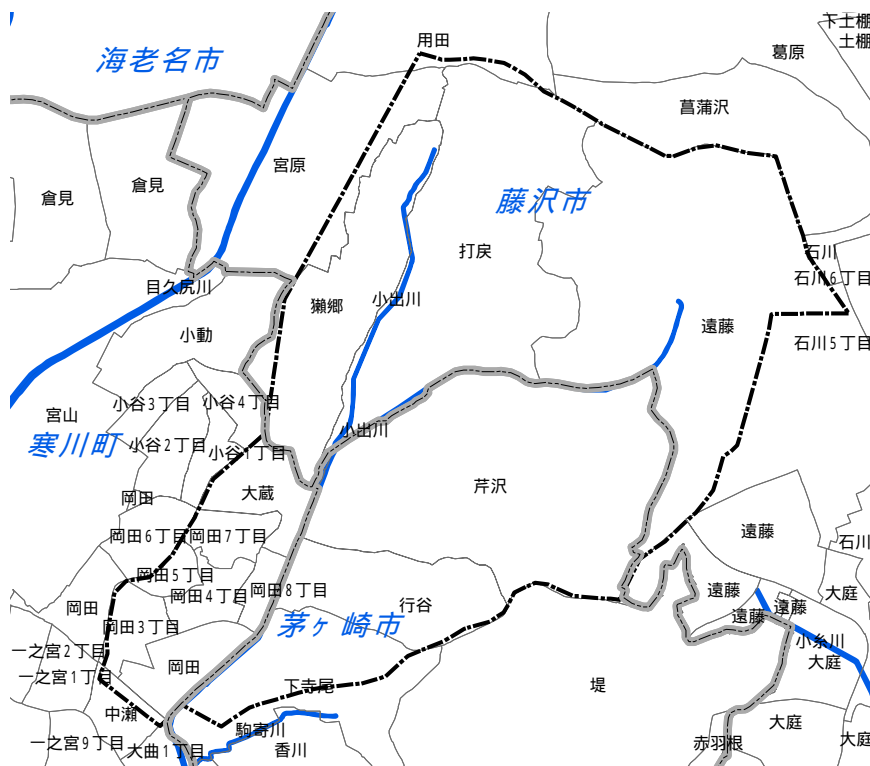 下土棚
用田
土棚
海老名市
葛原
菖蒲沢
宮原
倉見
倉見
藤沢市
打戻
石川
石川6丁目
目久尻川
獺郷
小出川
遠藤
小動
石川5丁目
小谷3丁目
小谷4丁目
宮山
小出川
寒川町
小谷2丁目
小谷1丁目
芹沢
大蔵
岡田
岡田6丁目
岡田7丁目
遠藤
石川
岡田5丁目
岡田8丁目
遠藤
大庭
岡田4丁目
岡田
行谷
遠藤
遠藤
茅ヶ崎市
岡田3丁目
小糸川
一之宮2丁目
岡田
大庭
一之宮1丁目
下寺尾
堤
中瀬
大庭
駒寄川
一之宮9丁目
大曲1丁目
香川
赤羽根
大庭